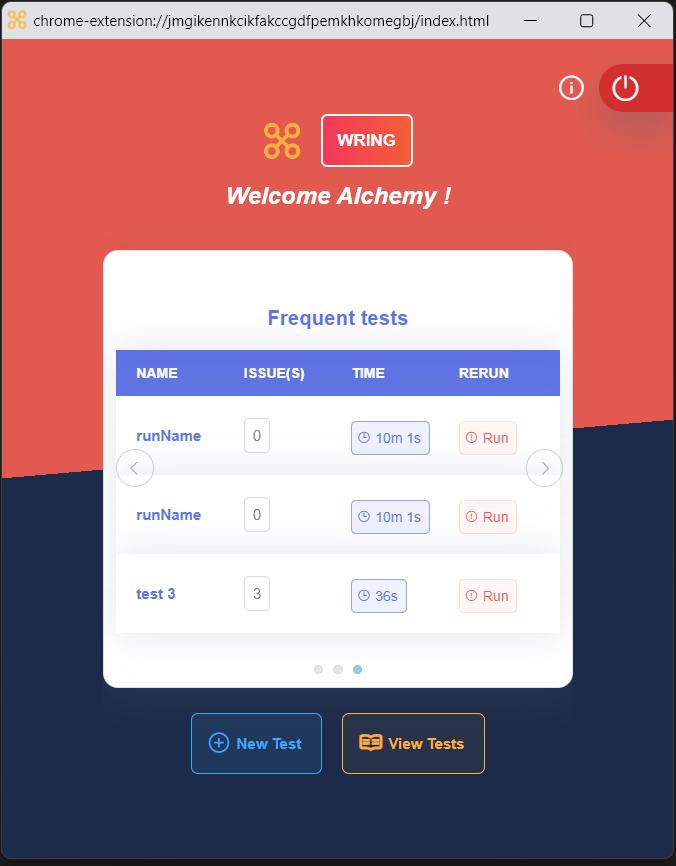 chrome-extension://jmgikennkcikfakccgdfpemkhkomegbj/index.html
WRING
Welcome Alchemy !
Frequent tests
NAME ISSUE(S) TIME RERUN
runName 0 10m 1s Run
runName 0 10m 1s Run
test 3 3 36s Run
New Test View Tests